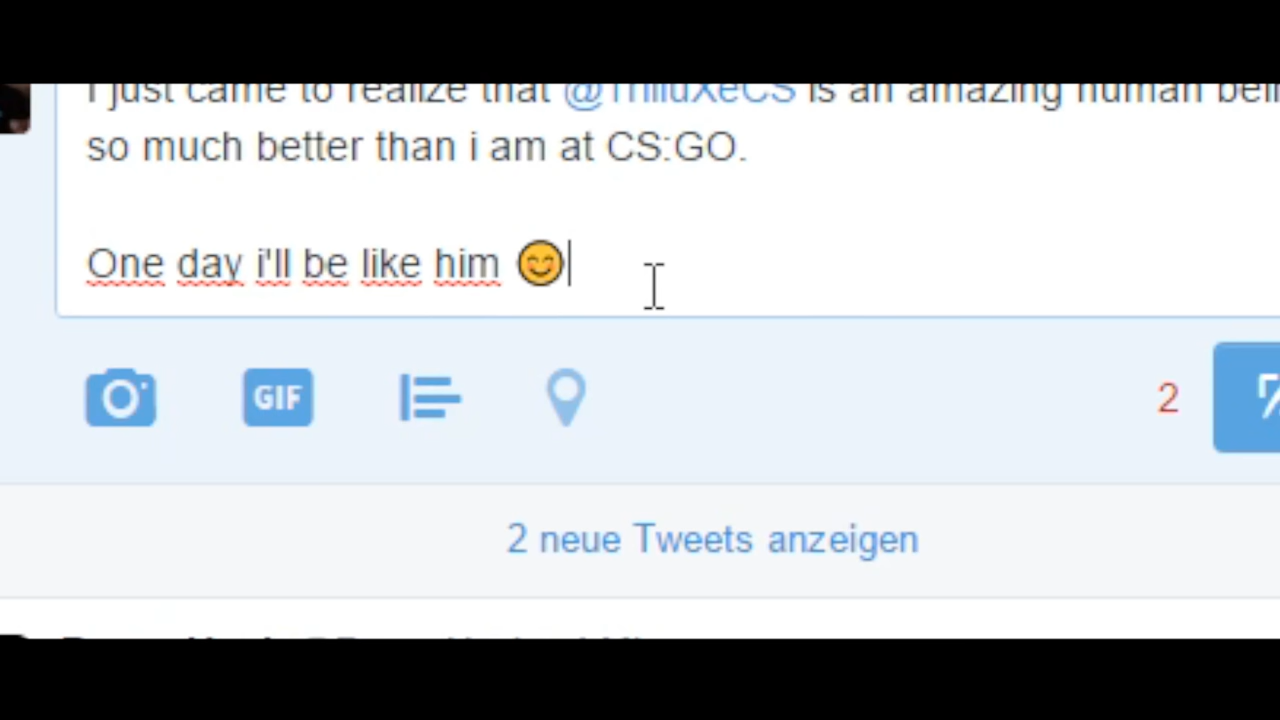 I just came to realize that @ThiluXeCS is an amazing human
so much better than i am at CS:GO.
One day i'll be like him 😊
GIF
2
2 neue Tweets anzeigen